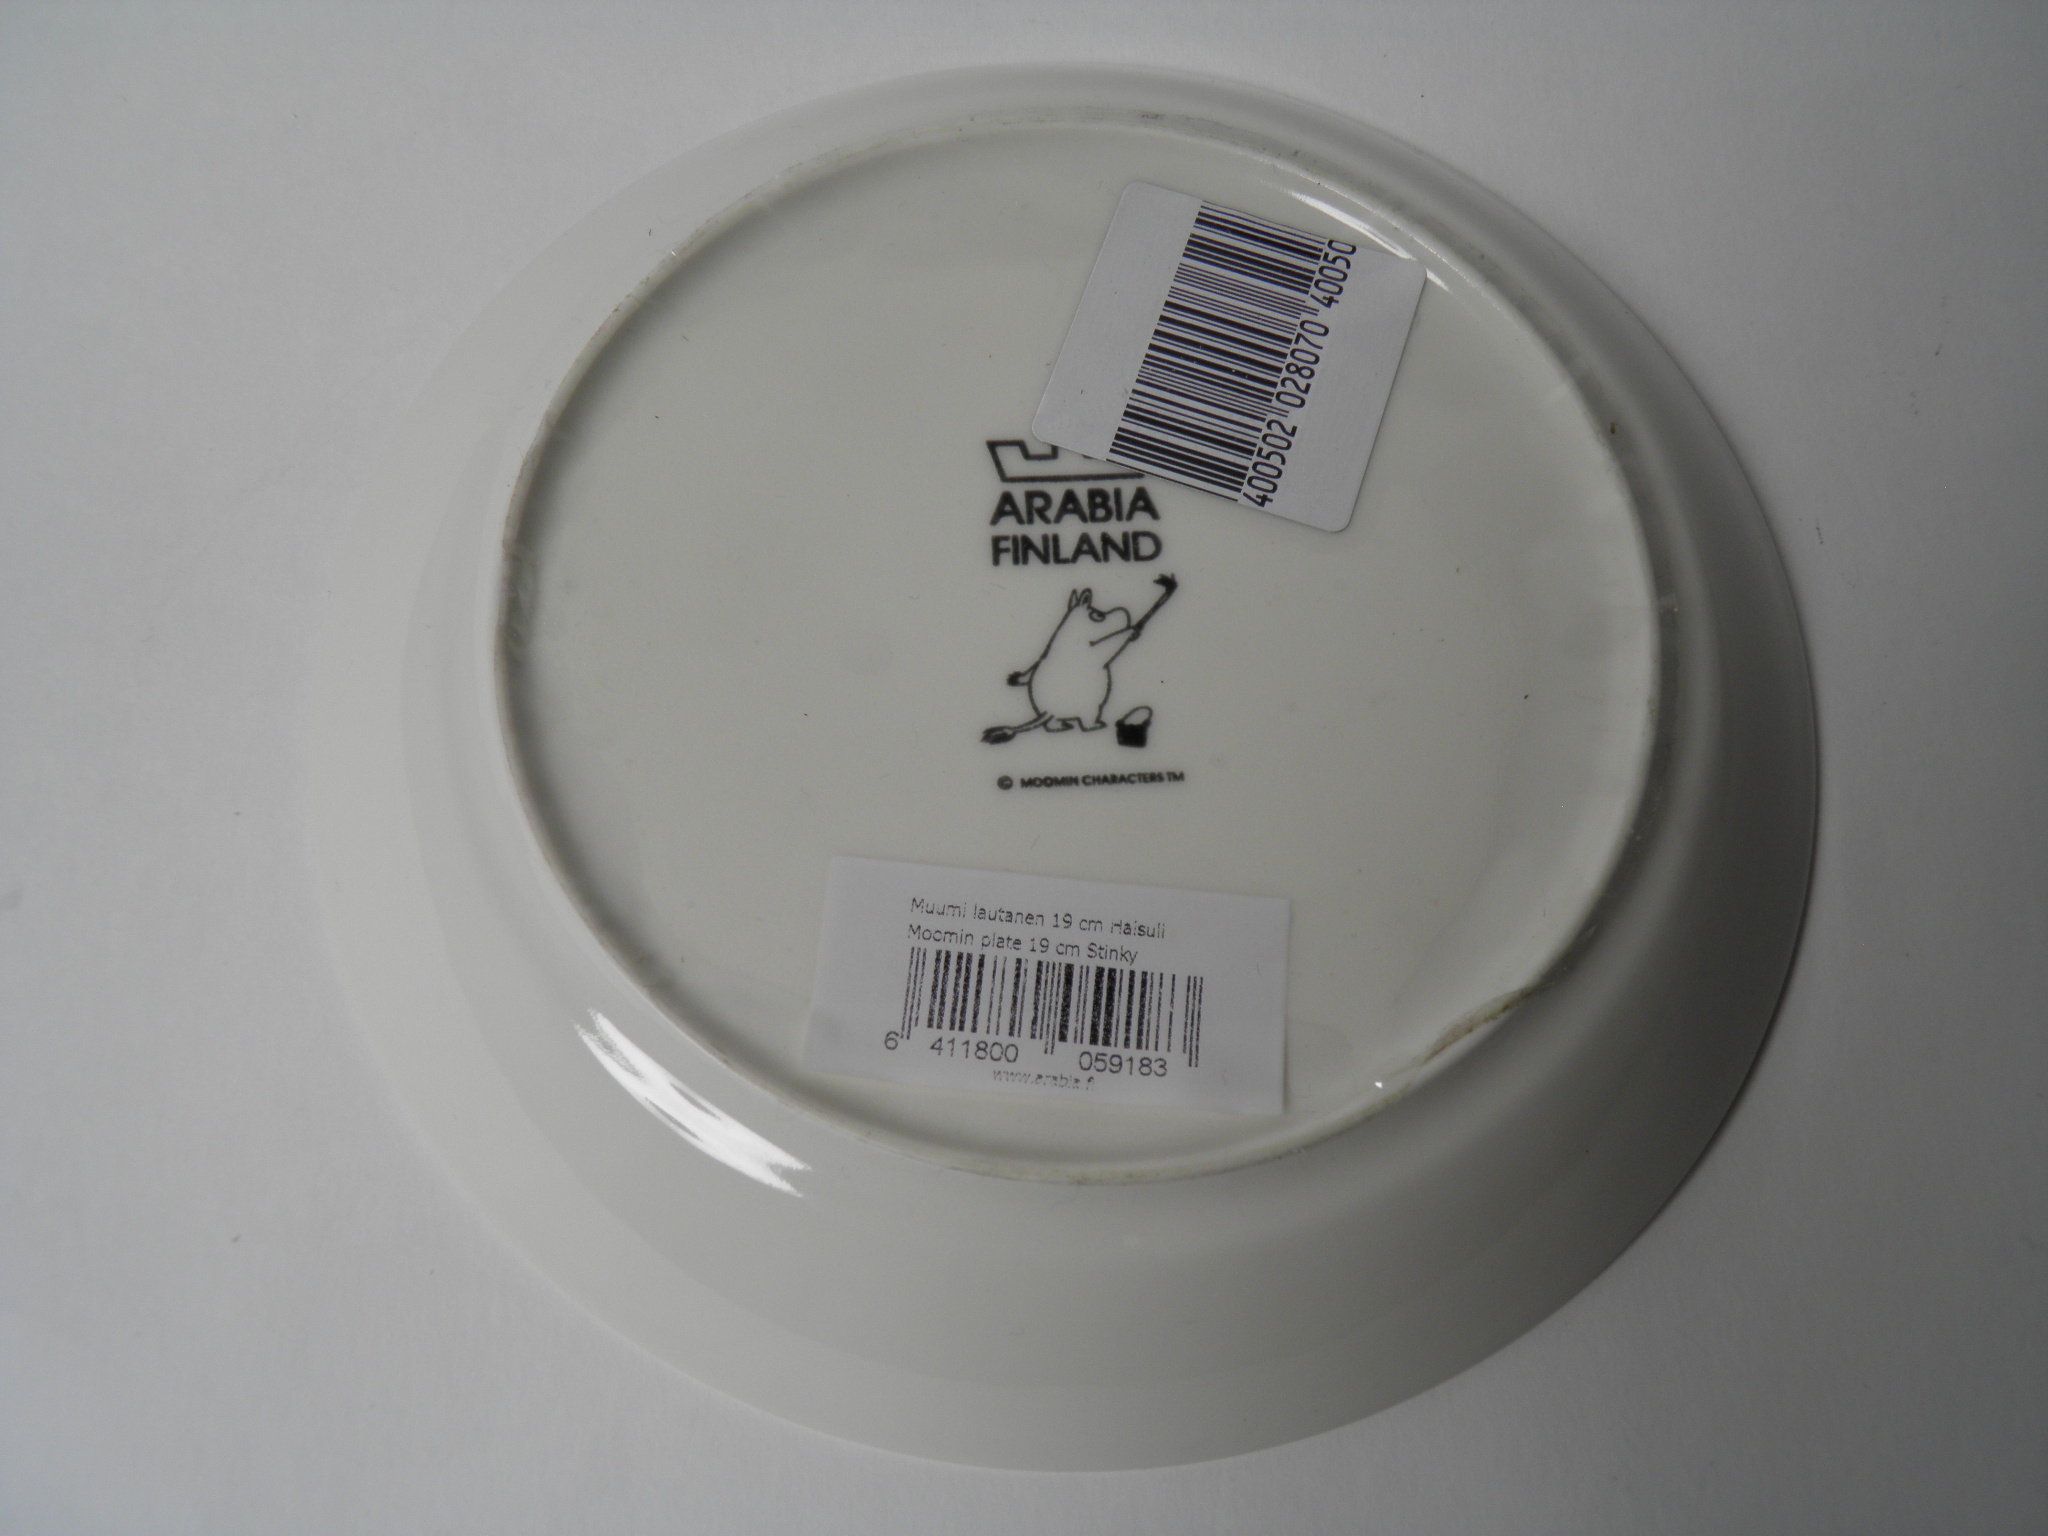 400502 028070 40050
ARABIA
FINLAND
© MOOMIN CHARACTERS TM
Muumi lautanen 19 cm Haisuli
Moomin plate 19 cm Stinky
6 411800 059183
www.arabia.fi